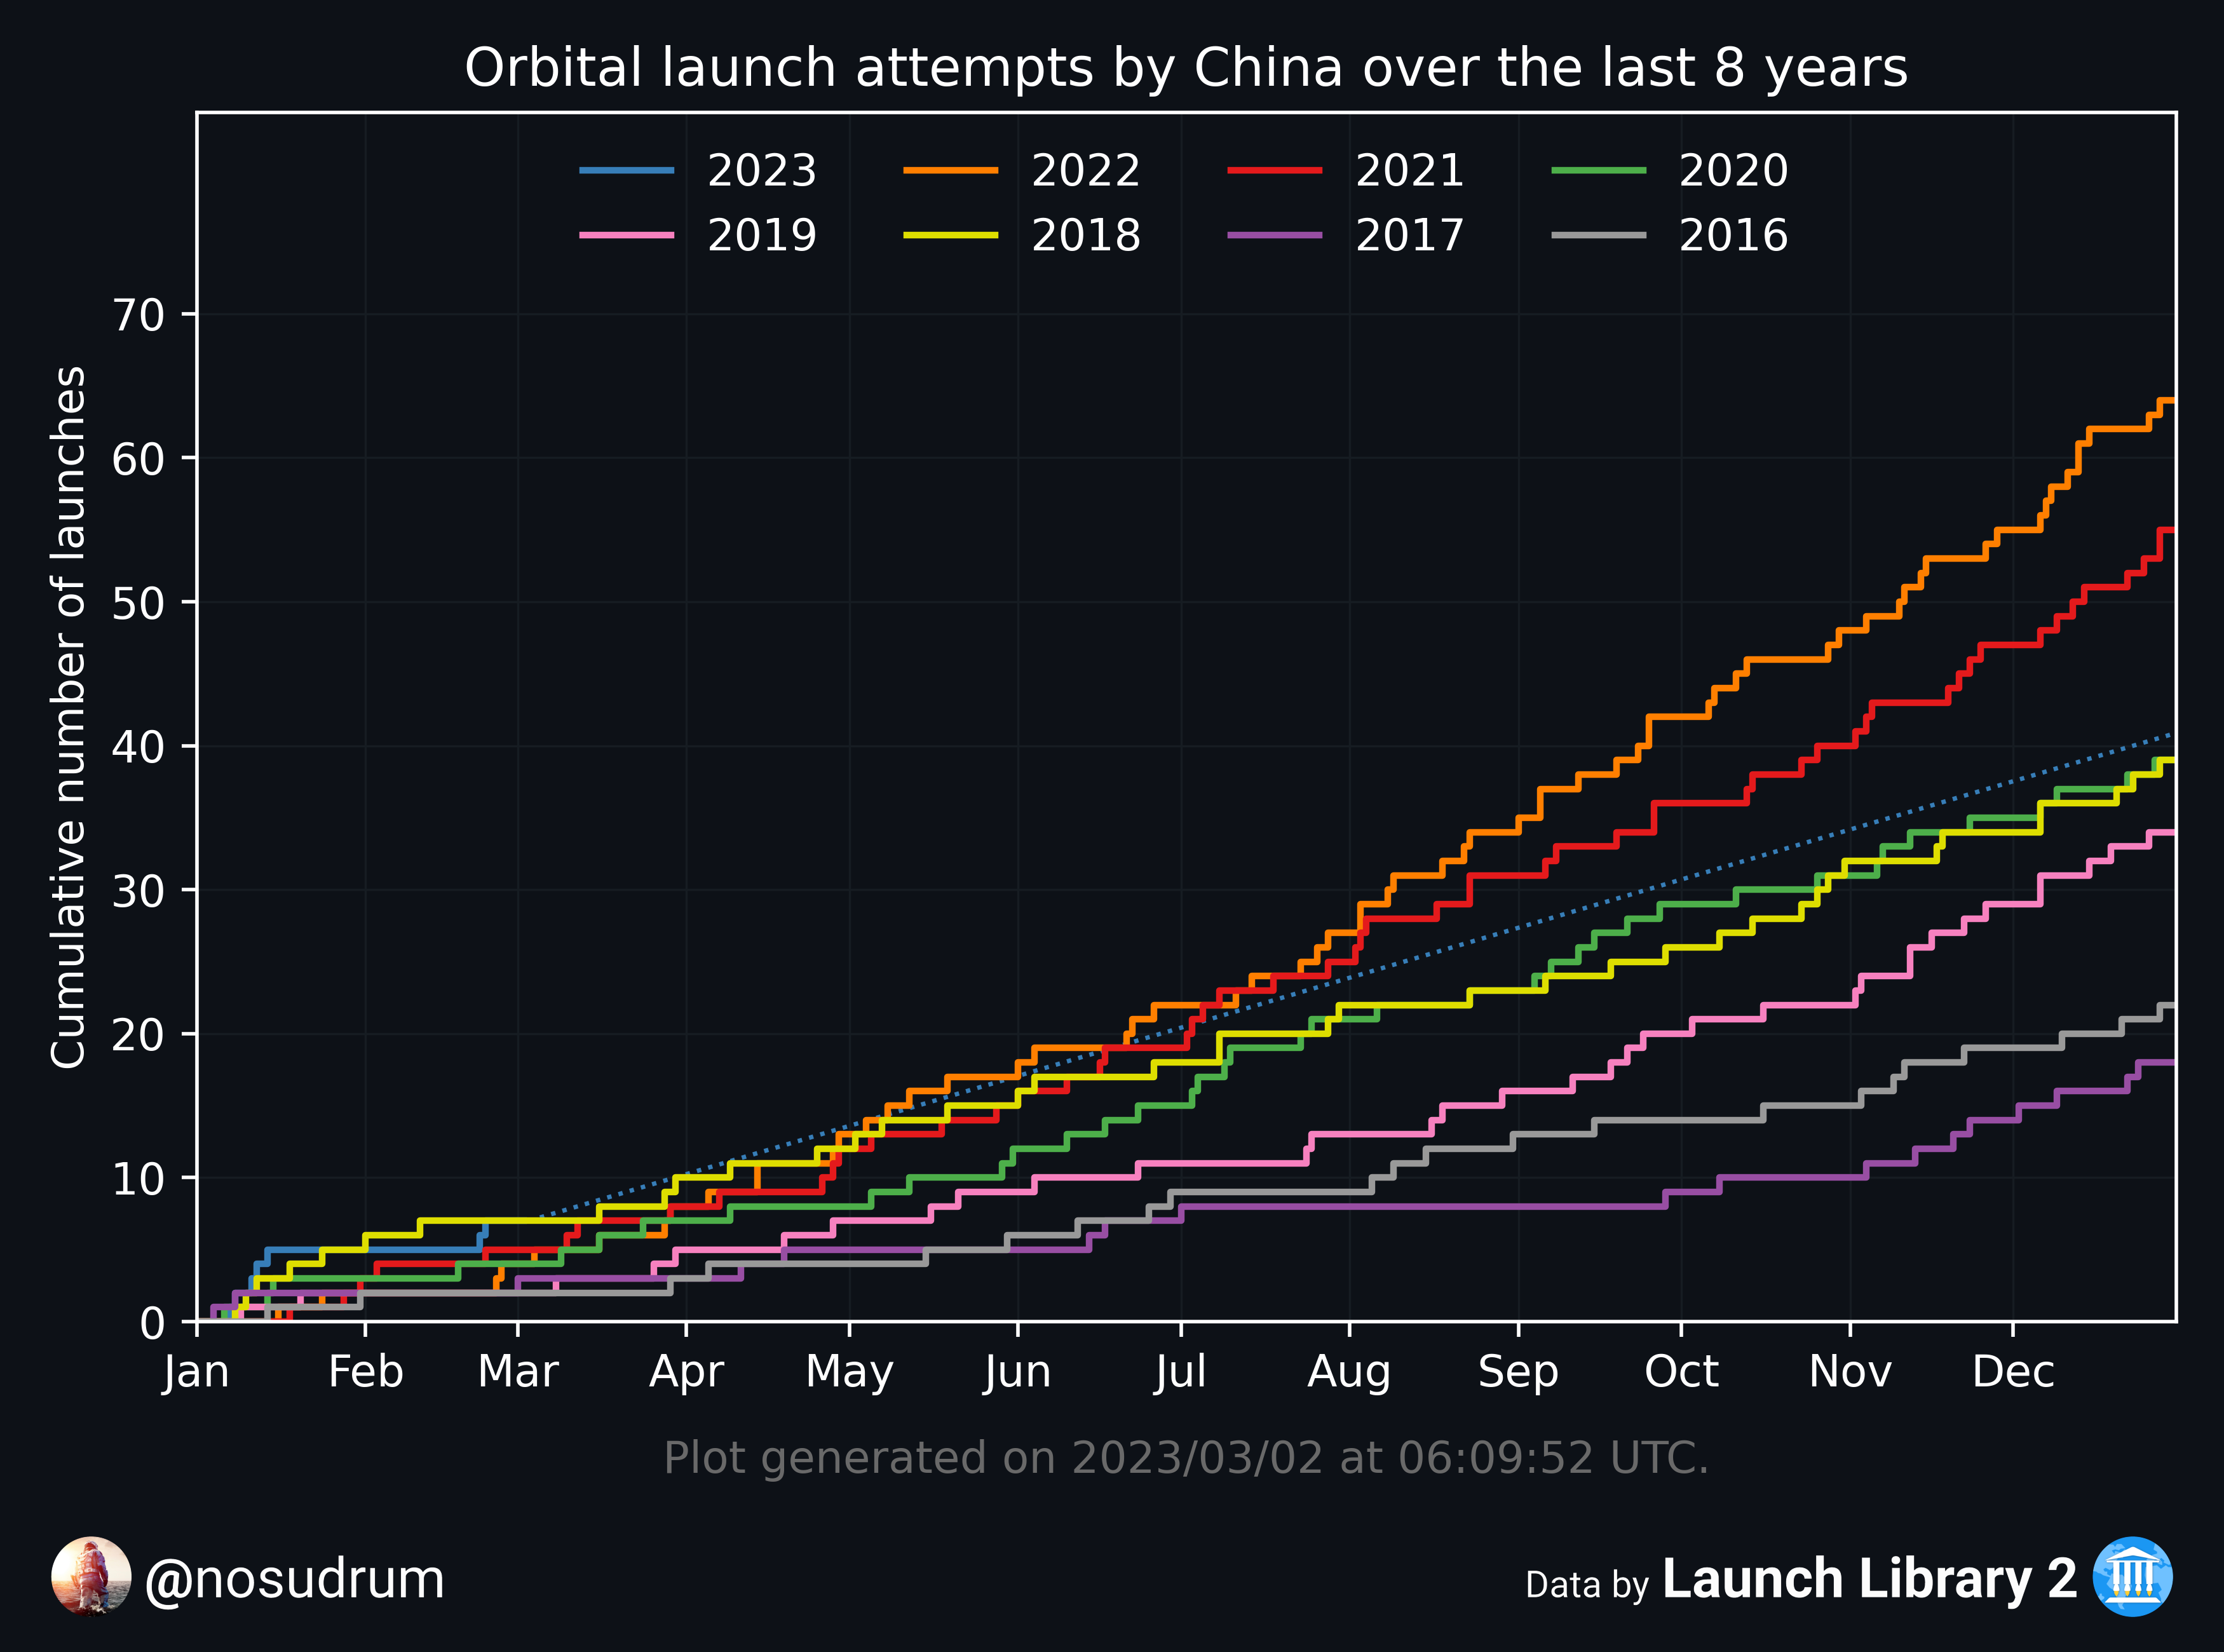 Orbital launch attempts by China over the last 8 years
2023 2022 2021 2020
2019 2018 2017 2016
Cumulative number of launches
70
60
50
40
30
20
10
0
Jan Feb Mar Apr May Jun Jul Aug Sep Oct Nov Dec
Plot generated on 2023/03/02 at 06:09:52 UTC.
@nosudrum
Data by Launch Library 2